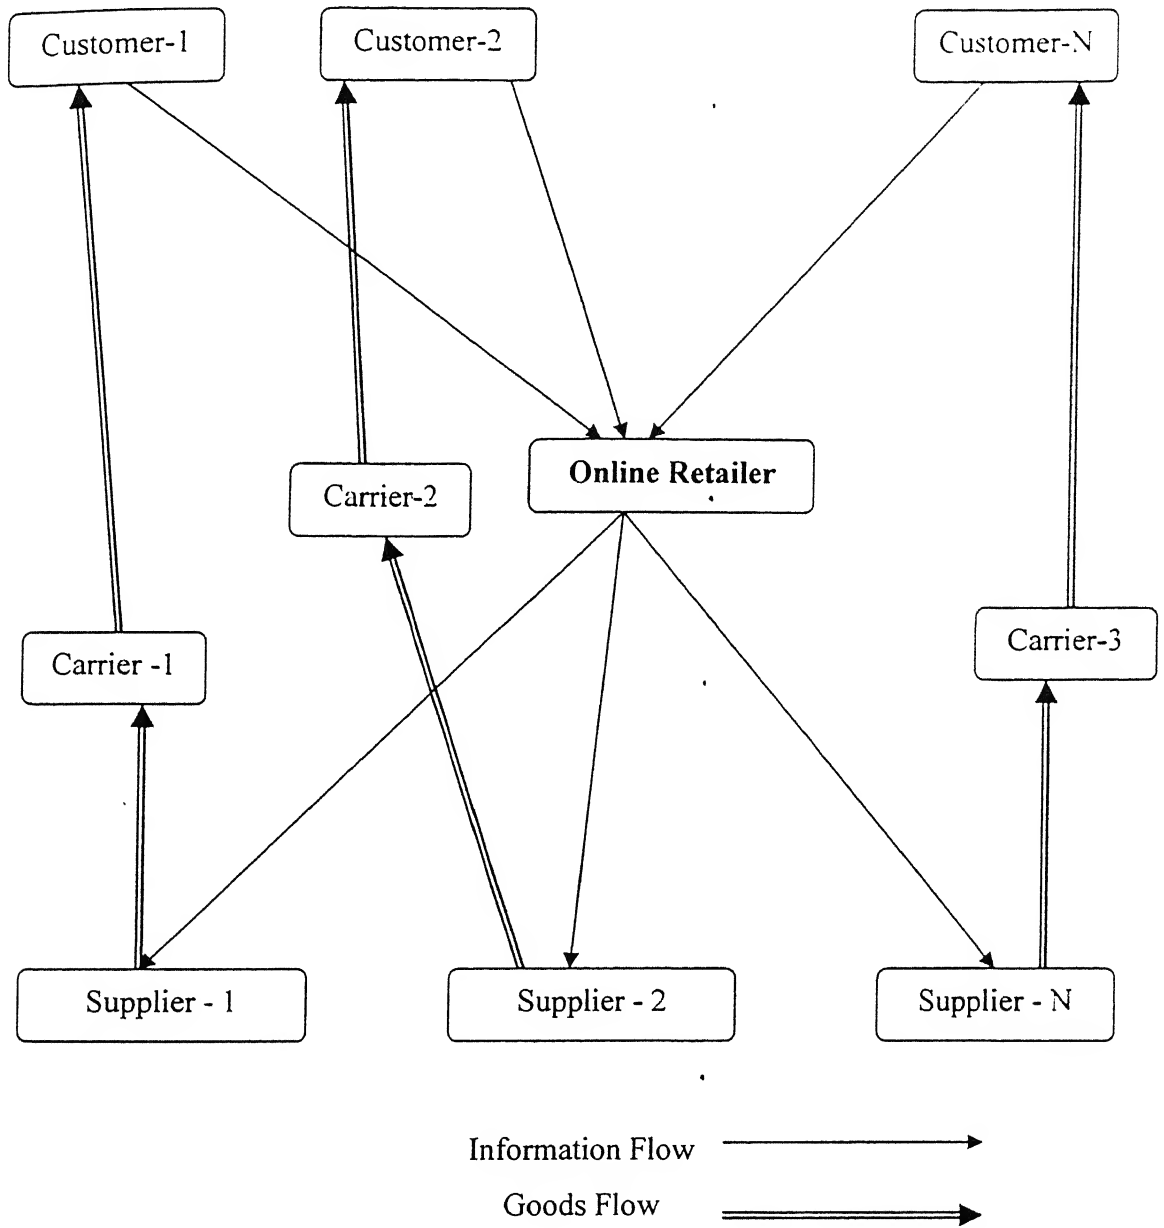 Customer-1
Customer-2
Customer-N
Online Retailer
Carrier-2
Carrier-3
Carrier -1
Supplier - 1
Supplier - 2
Supplier - N
Information Flow
Goods Flow